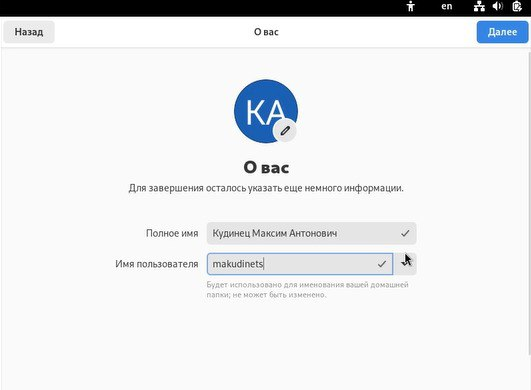 en
Назад
О вас
Далее
КА
О вас
Для завершения осталось указать еще немного информации.
Полное имя
Кудинец Максим Антонович
Имя пользователя
makudinets
Будет использовано для именования вашей домашней
папки; не может быть изменено.